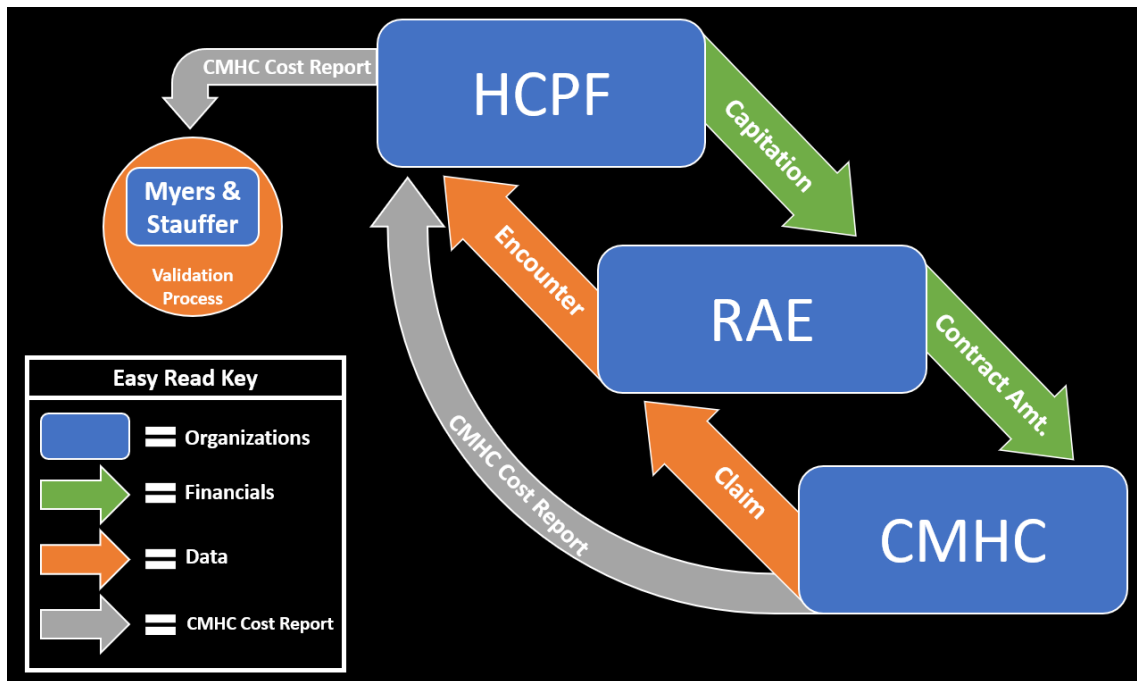 CMHC Cost Report
HCPF
Capitation
Myers &
Stauffer
Validation
Process
Encounter
RAE
Contract Amt.
CMHC Cost Report
Claim
CMHC
Easy Read Key
= Organizations
= Financials
= Data
= CMHC Cost Report